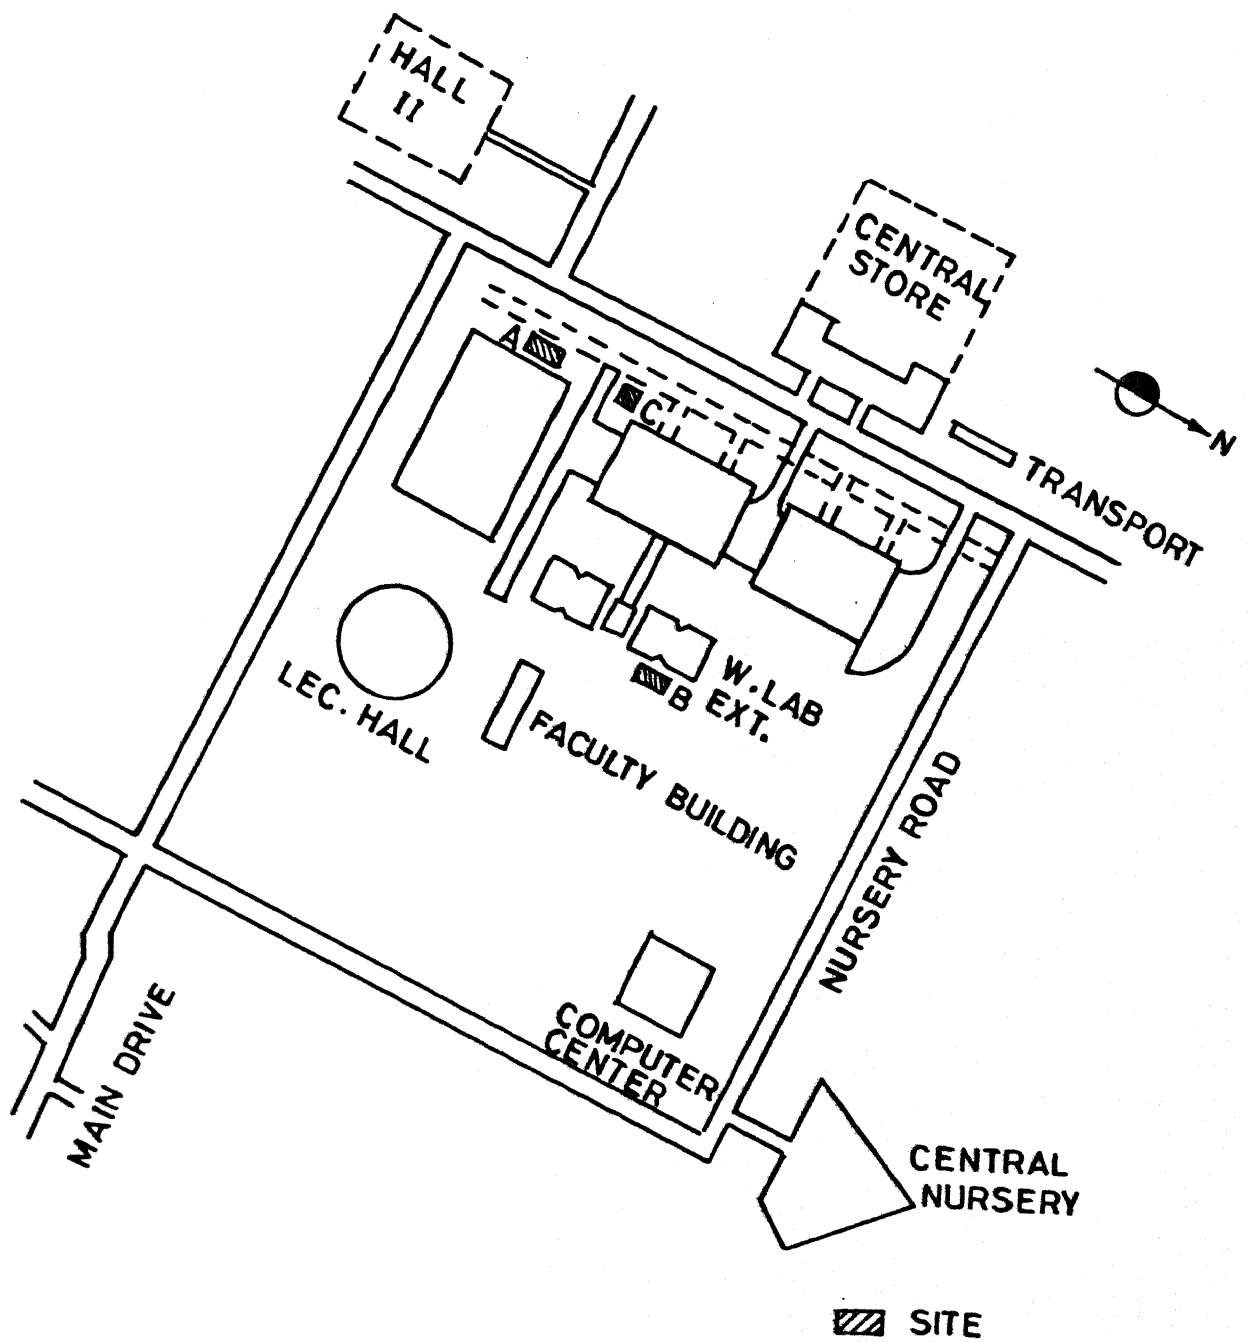 HALL
II
CENTRAL
STORE
N
A
C
TRANSPORT
W. LAB
EXT.
B
LEC. HALL
FACULTY BUILDING
NURSERY ROAD
COMPUTER
CENTER
MAIN DRIVE
CENTRAL
NURSERY
SITE